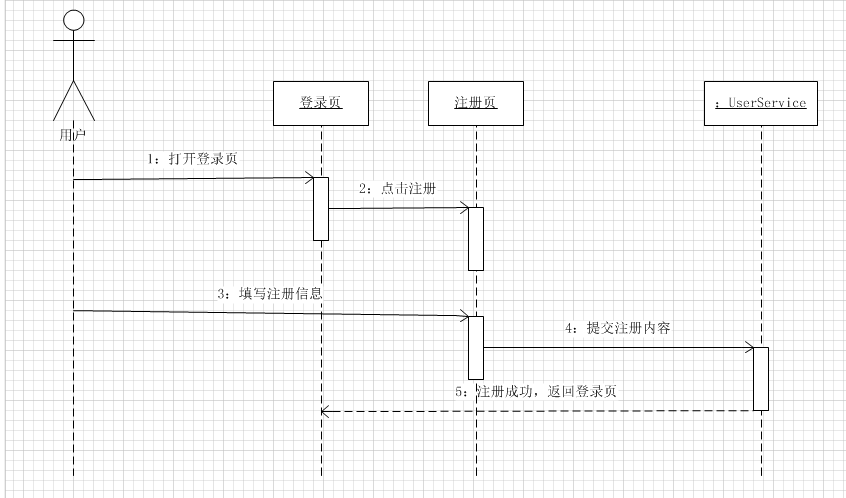 用户
登录页
注册页
：UserService
1：打开登录页
2：点击注册
3：填写注册信息
4：提交注册内容
5：注册成功，返回登录页